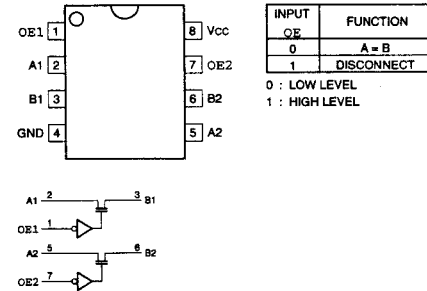 OE1 1
8 Vcc
A1 2
7 OE2
B1 3
6 B2
GND 4
5 A2
INPUT OE FUNCTION
0 A = B
1 DISCONNECT
0 : LOW LEVEL
1 : HIGH LEVEL
A1 2 3 B1
OE1 1
A2 5 6 B2
OE2 7